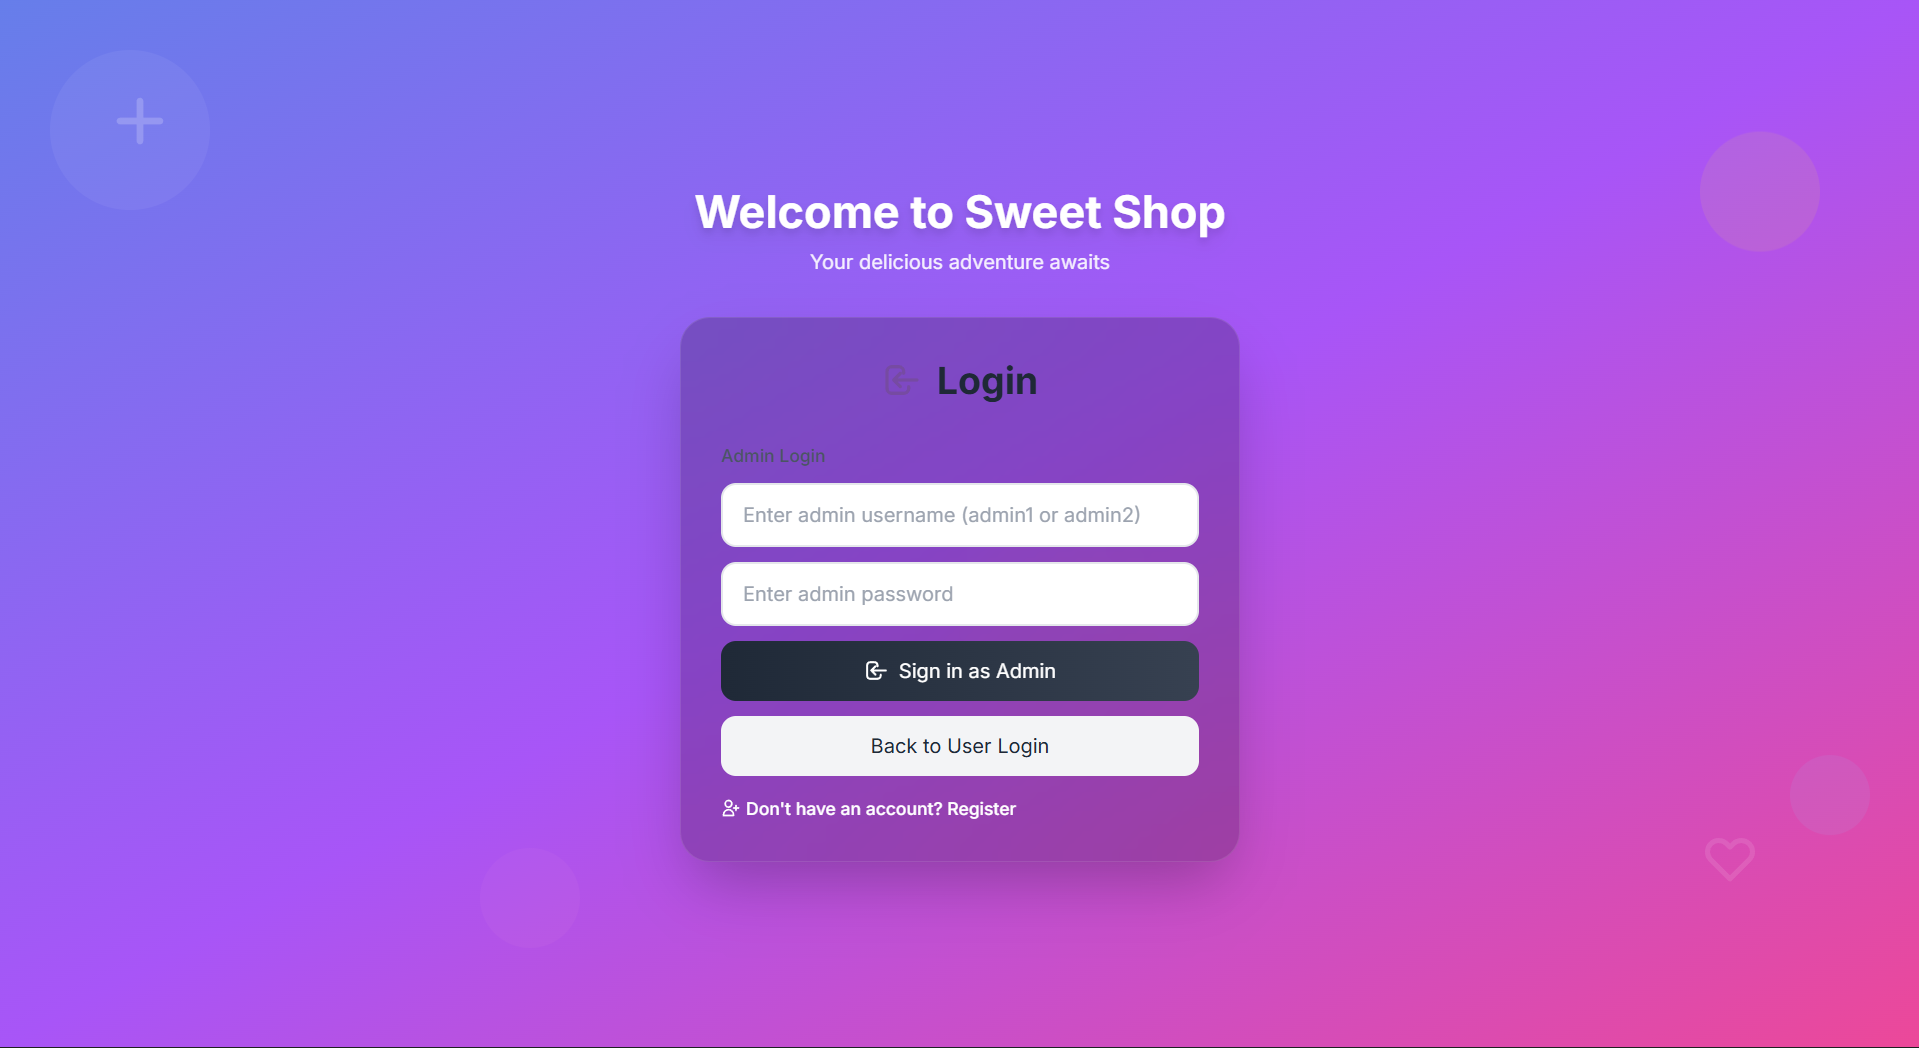 Welcome to Sweet Shop
Your delicious adventure awaits
Login
Admin Login
Enter admin username (admin1 or admin2)
Enter admin password
Sign in as Admin
Back to User Login
Don't have an account? Register